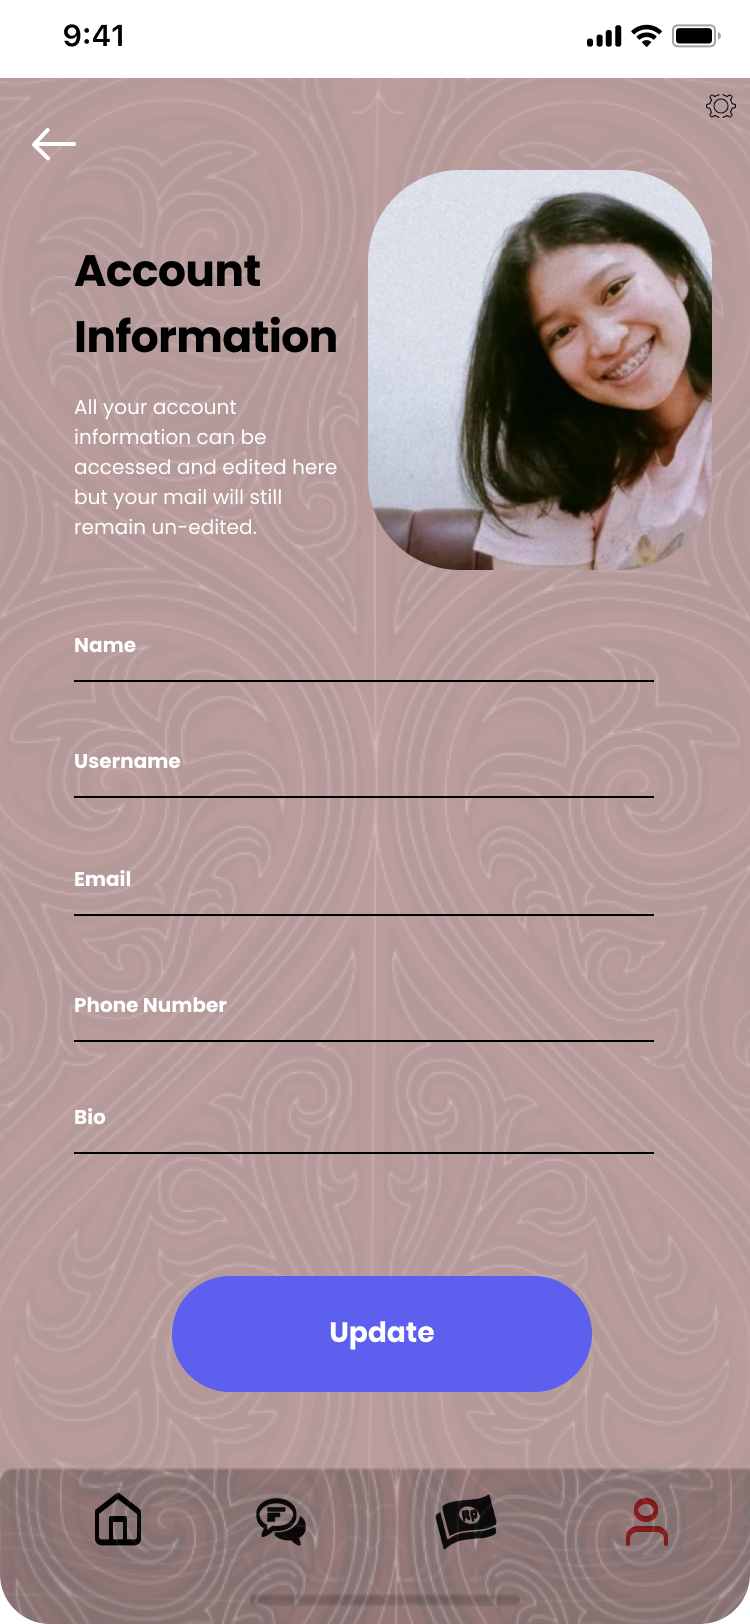 9:41
Account
Information
All your account
information can be
accessed and edited here
but your mail will still
remain un-edited.
Name
Username
Email
Phone Number
Bio
Update
RP